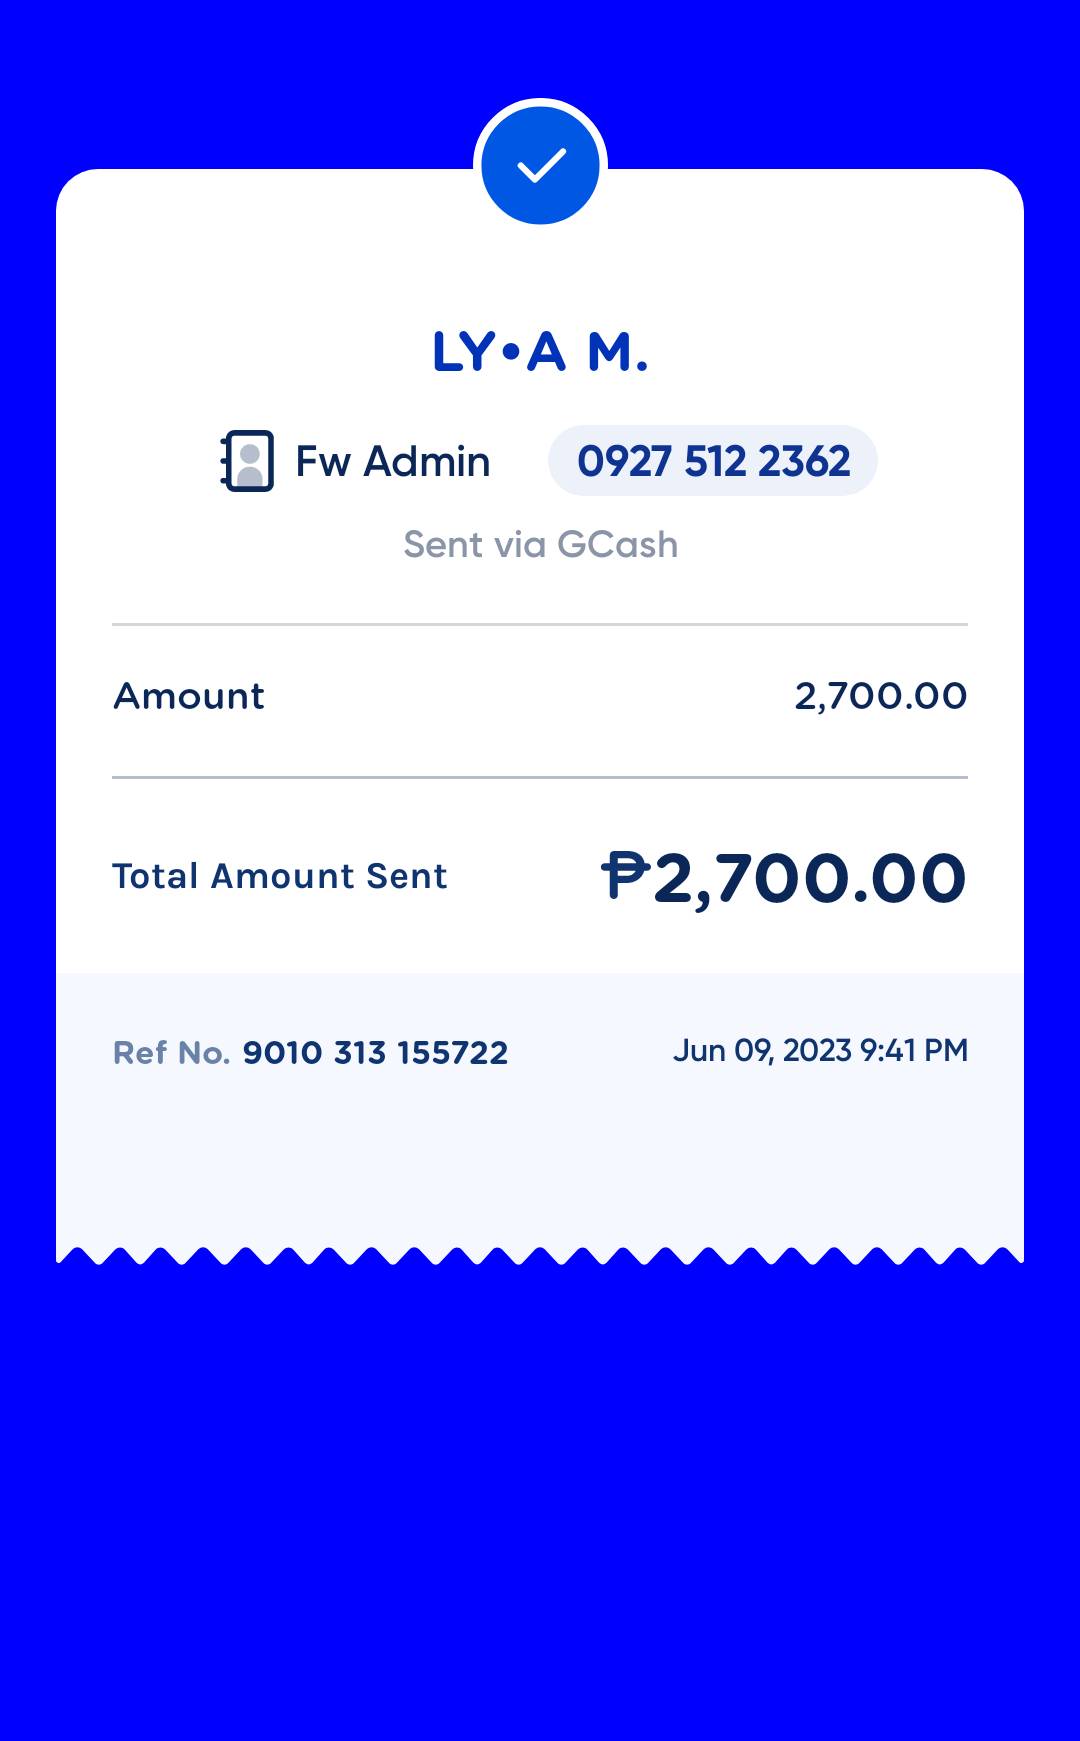 LY•A M.
Fw Admin 0927 512 2362
Sent via GCash
Amount 2,700.00
Total Amount Sent ₱2,700.00
Ref No. 9010 313 155722 Jun 09, 2023 9:41 PM